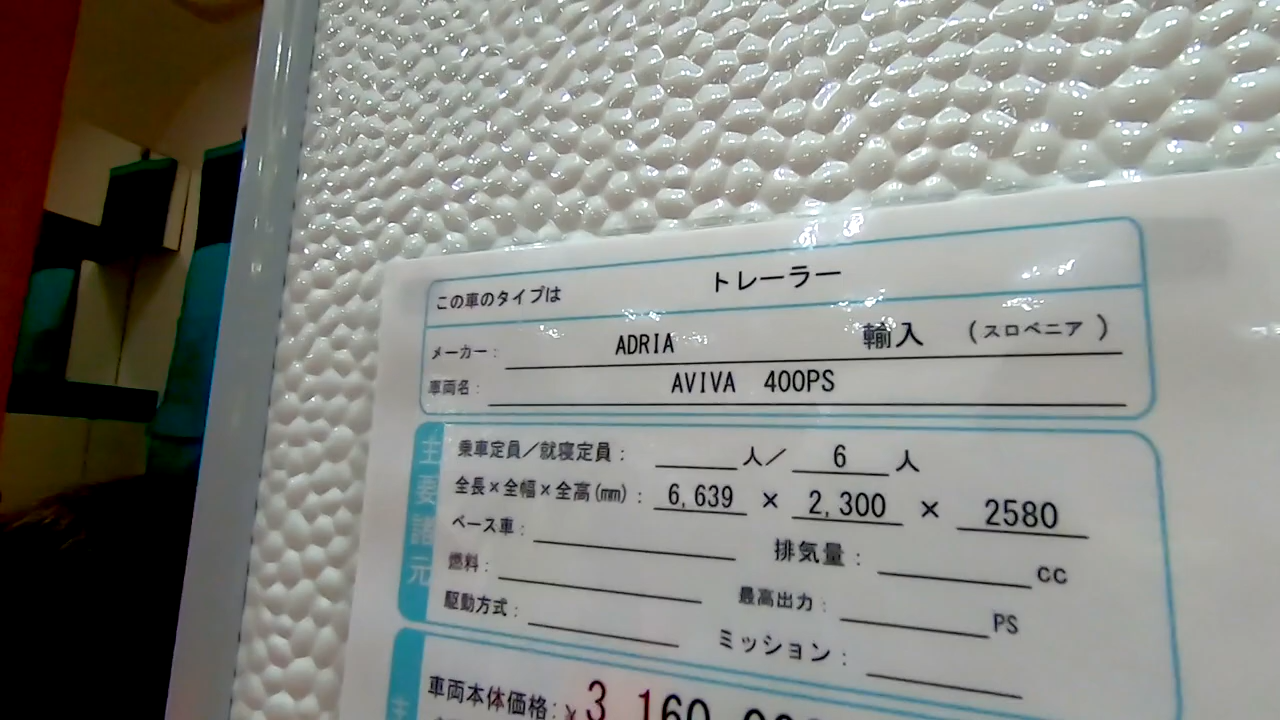 この車のタイプは トレーラー
メーカー: ADRIA 輸入 (スロベニア)
車両名: AVIVA 400PS
主要諸元
乗車定員/就寝定員: 人/ 6 人
全長×全幅×全高(mm): 6,639 × 2,300 × 2580
ベース車: 排気量: cc
燃料: 最高出力: PS
駆動方式: ミッション:
車両本体価格: ¥3,160